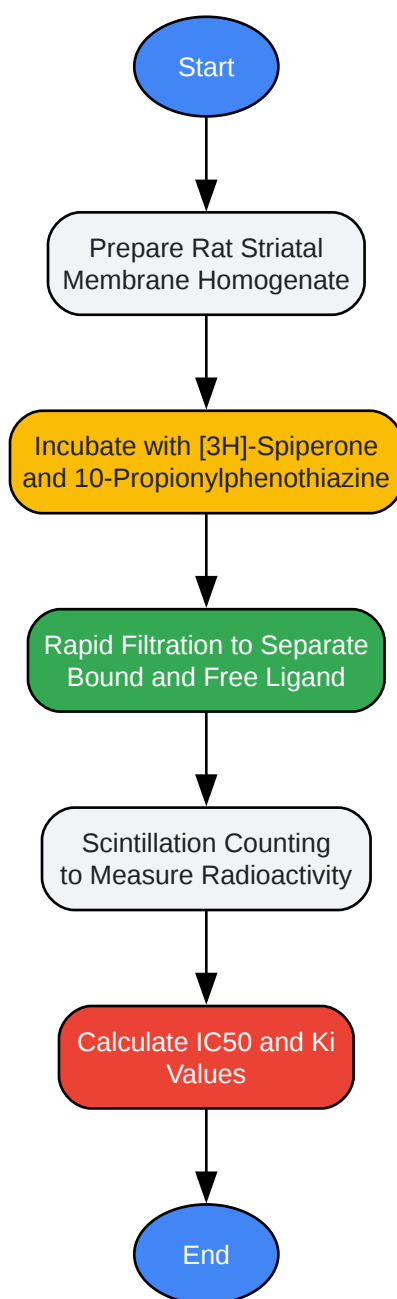 Start
Prepare Rat Striatal
Membrane Homogenate
Incubate with [3H]-Spiperone
and 10-Propionylphenothiazine
Rapid Filtration to Separate
Bound and Free Ligand
Scintillation Counting
to Measure Radioactivity
Calculate IC50 and Ki
Values
End